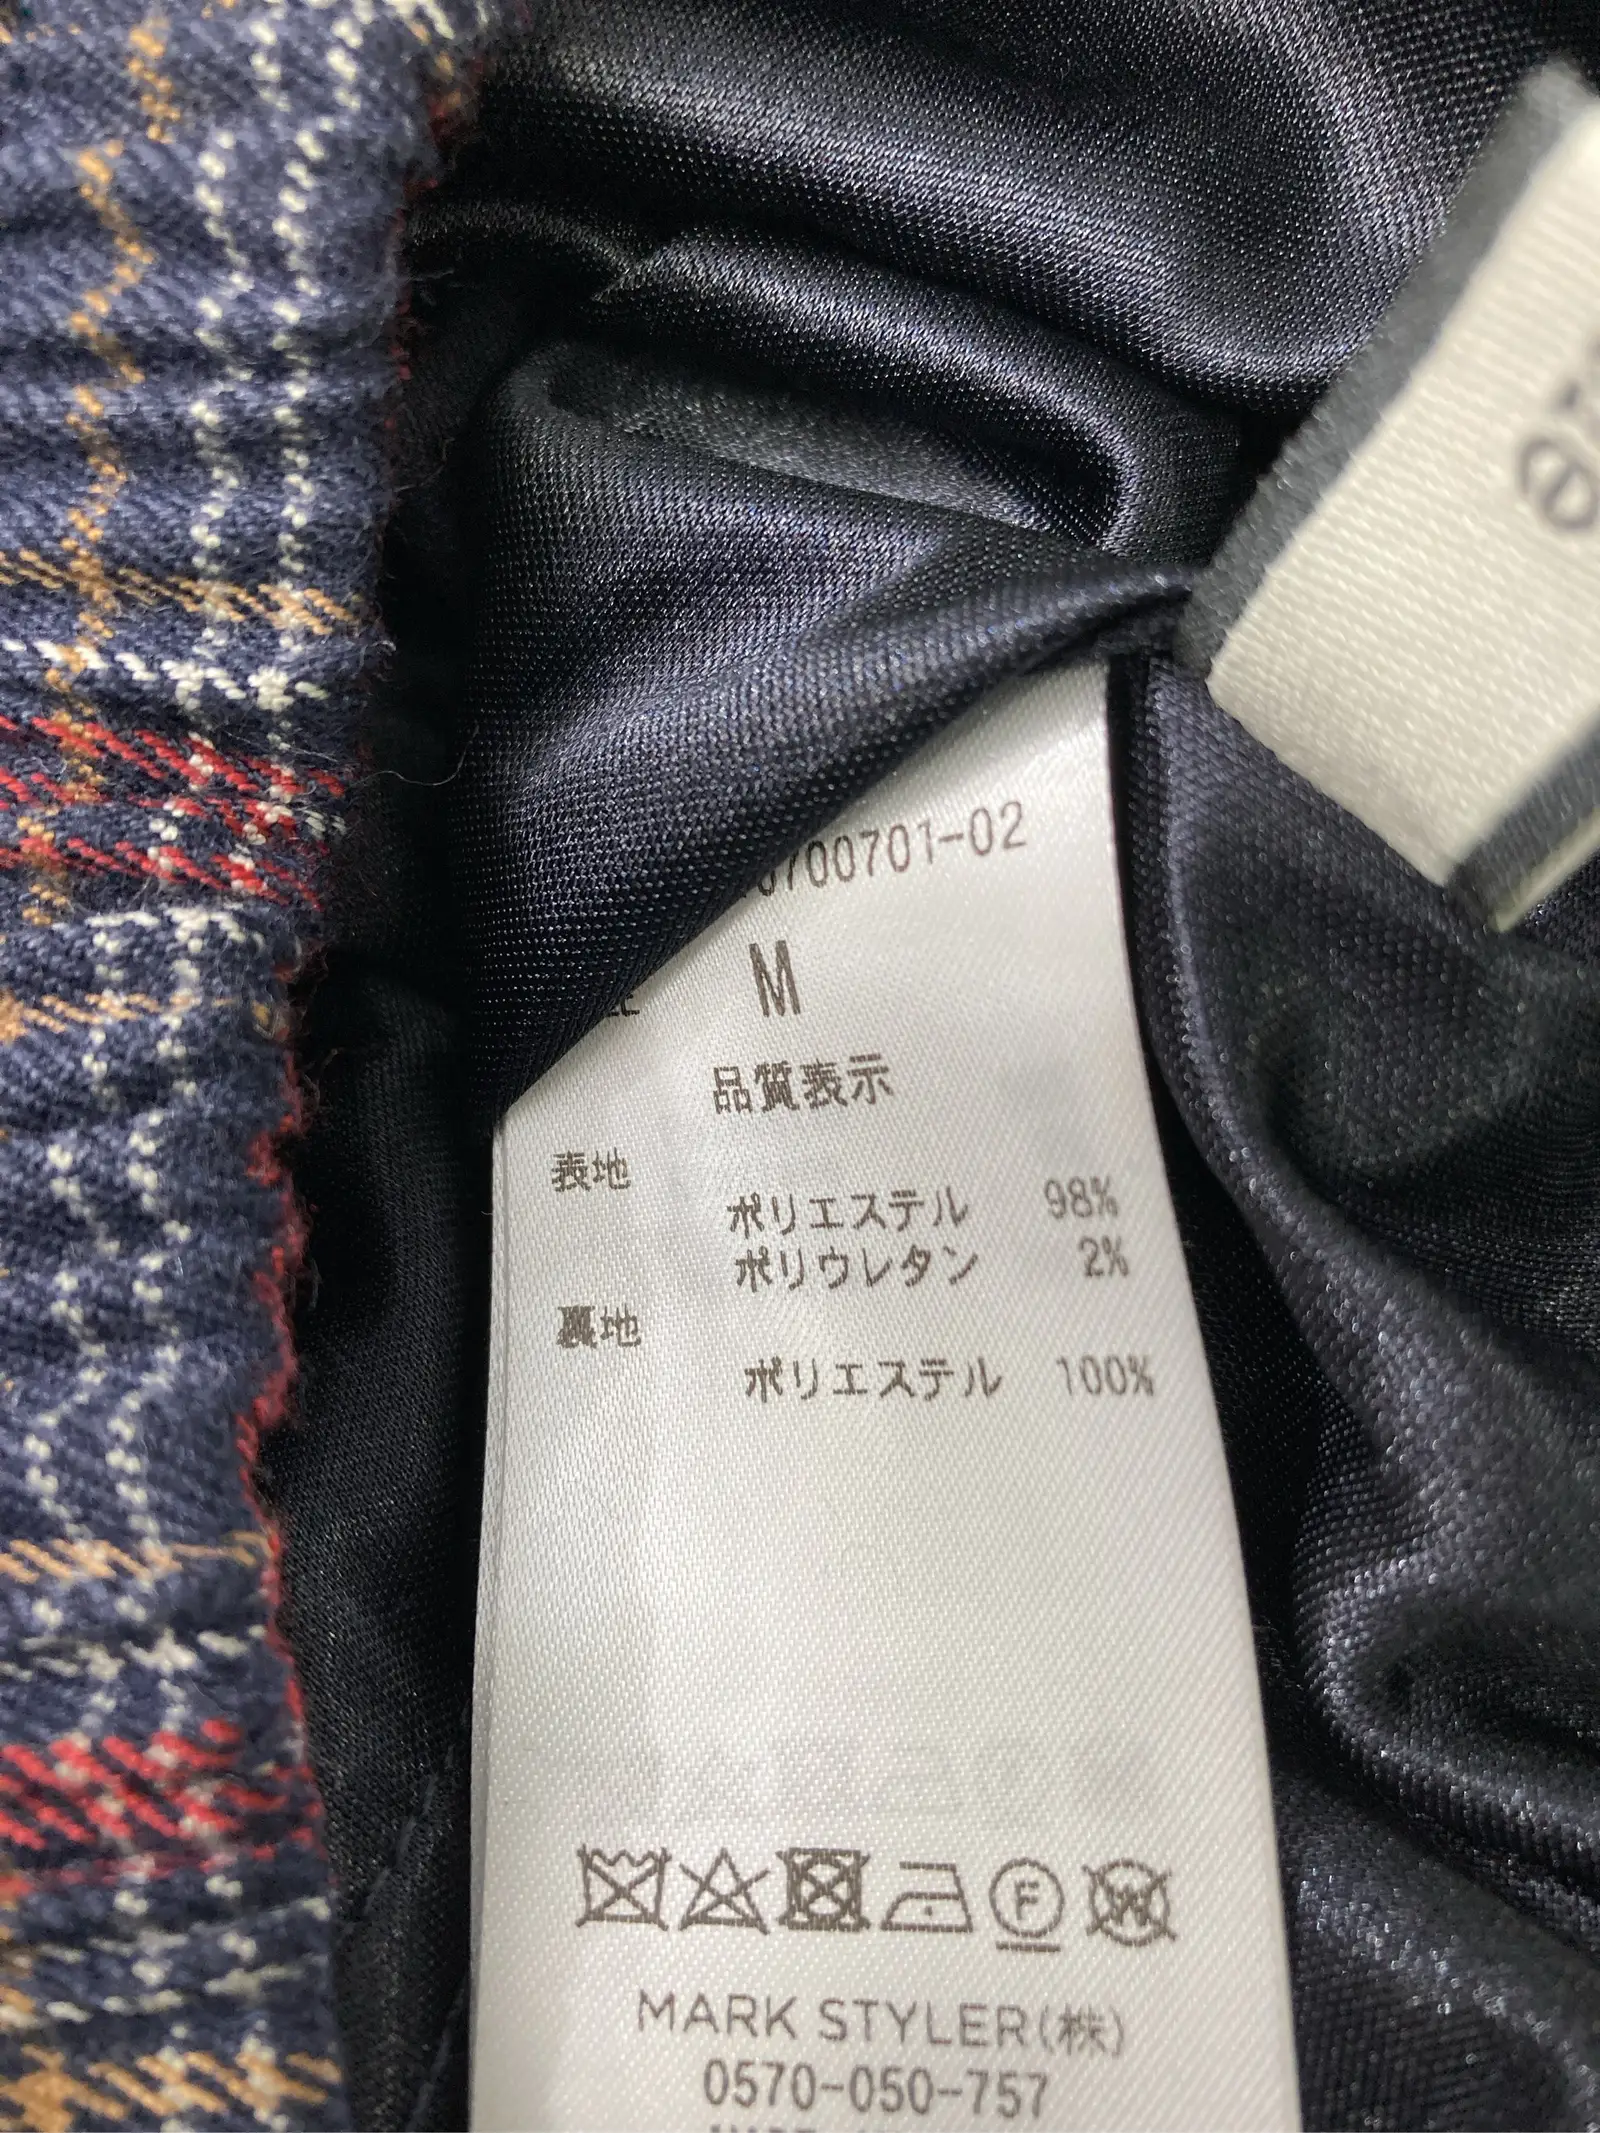 700701-02
M
品質表示
表地
ポリエステル 98%
ポリウレタン 2%
裏地
ポリエステル 100%
F
W
MARK STYLER(株)
0570-050-757